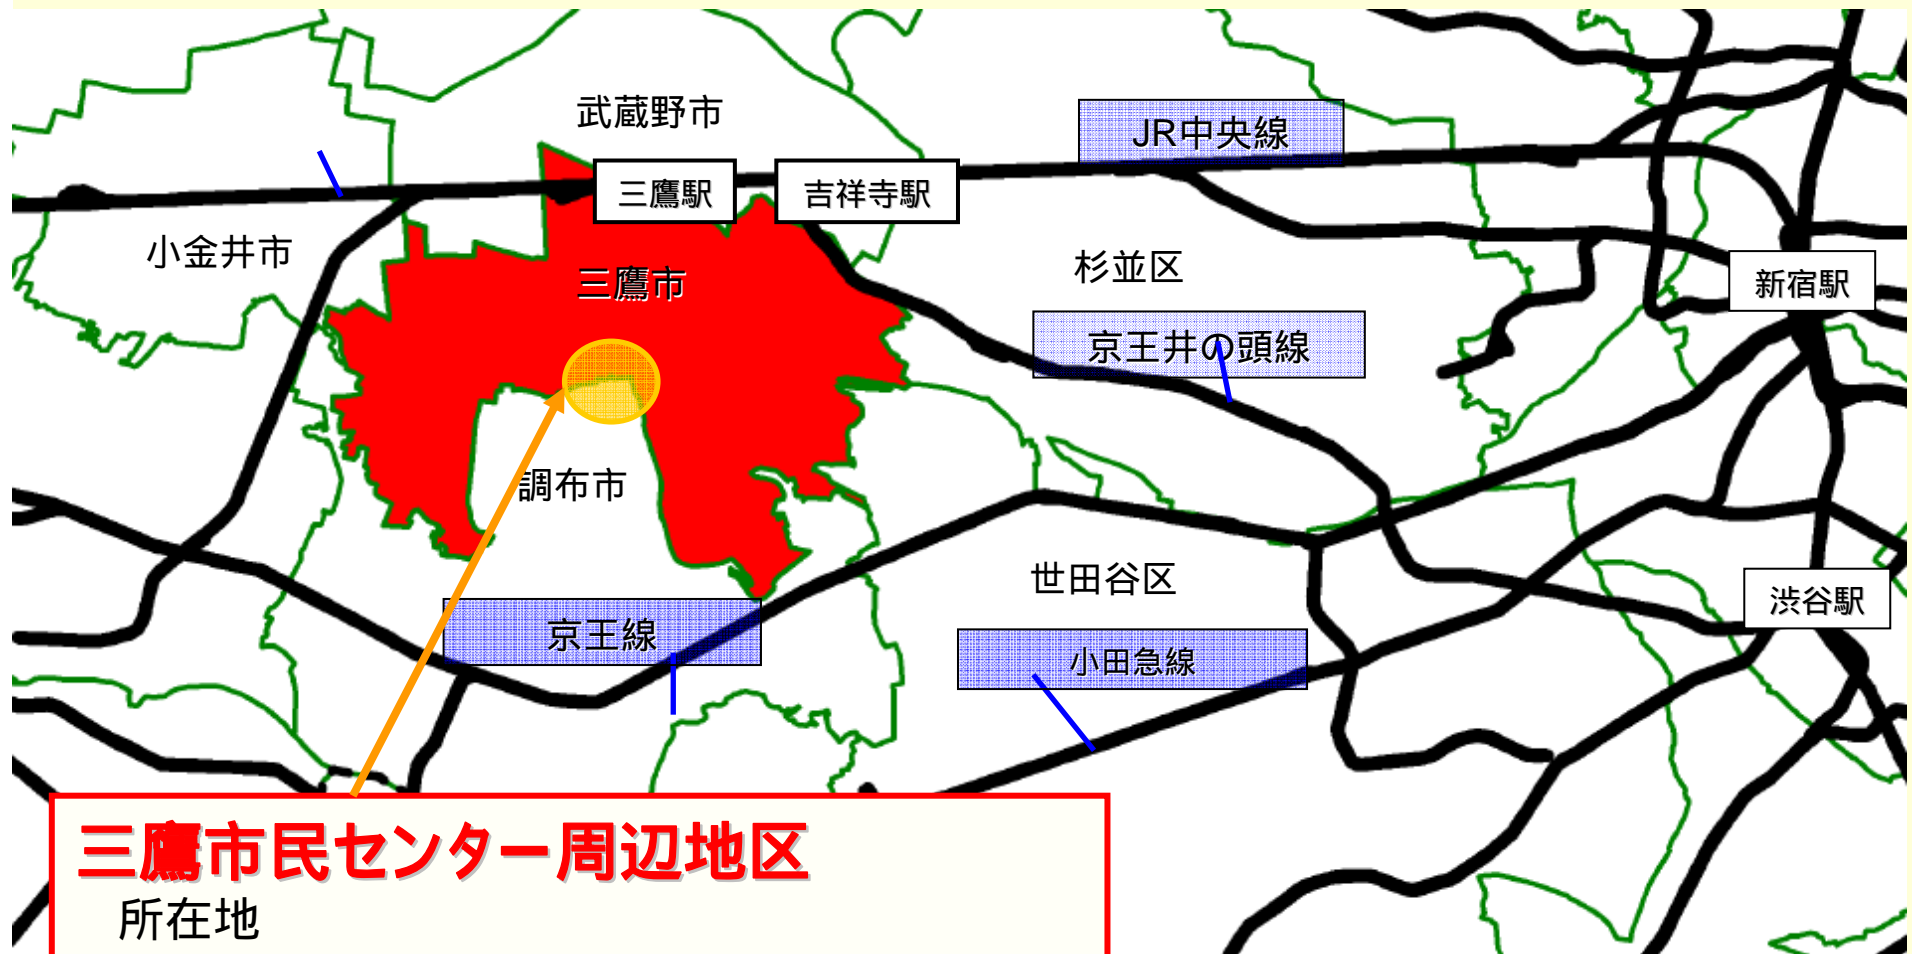 武蔵野市
JR中央線
三鷹駅
吉祥寺駅
小金井市
三鷹市
杉並区
新宿駅
京王井の頭線
調布市
世田谷区
渋谷駅
京王線
小田急線
三鷹市民センター周辺地区
所在地